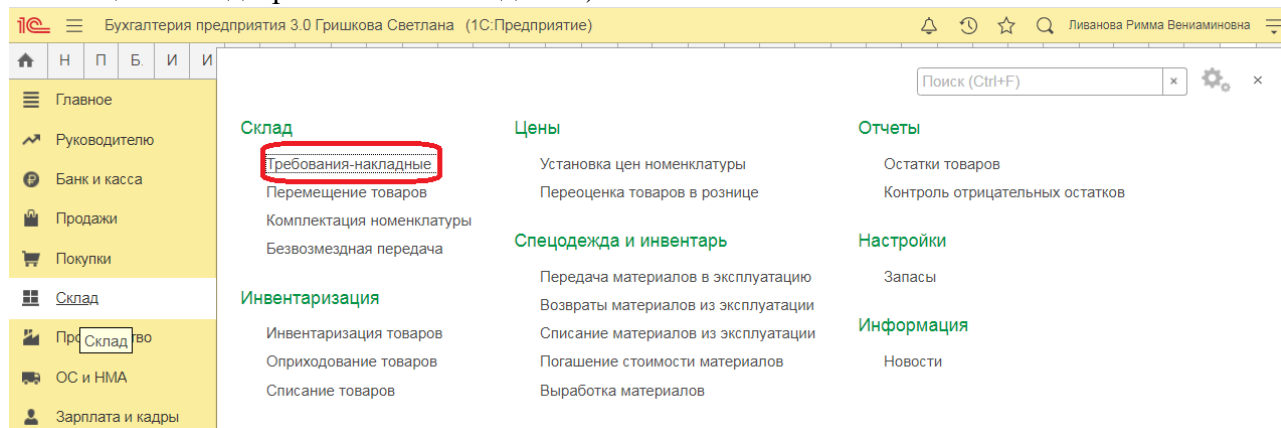 1С Бухгалтерия предприятия 3.0 Гришкова Светлана (1С:Предприятие) Ливанова Римма Вениаминовна
Н П Б. И И
Поиск (Ctrl+F) × ×
Главное
Руководителю
Банк и касса
Продажи
Покупки
Склад
Склад
ОС и НМА
Зарплата и кадры
Склад
Требования-накладные
Перемещение товаров
Комплектация номенклатуры
Безвозмездная передача
Инвентаризация
Инвентаризация товаров
Оприходование товаров
Списание товаров
Цены
Установка цен номенклатуры
Переоценка товаров в рознице
Спецодежда и инвентарь
Передача материалов в эксплуатацию
Возвраты материалов из эксплуатации
Списание материалов из эксплуатации
Погашение стоимости материалов
Выработка материалов
Отчеты
Остатки товаров
Контроль отрицательных остатков
Настройки
Запасы
Информация
Новости